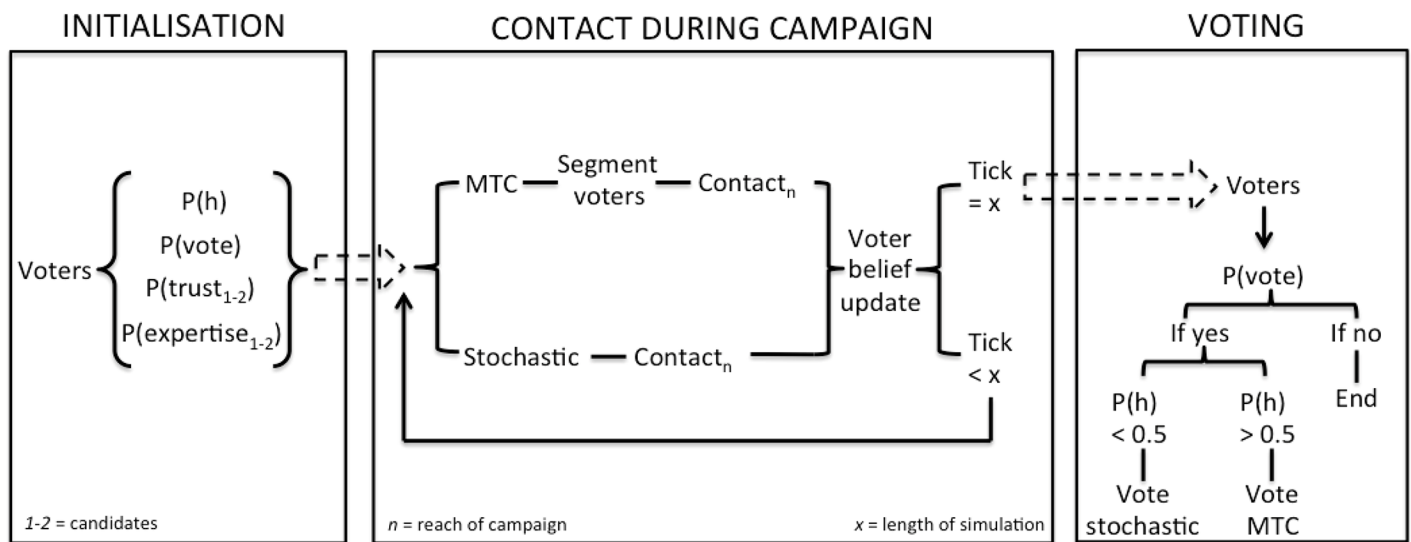 INITIALISATION
Voters
P(h)
P(vote)
P(trust1-2)
P(expertise1-2)
1-2 = candidates
CONTACT DURING CAMPAIGN
MTC
Segment
voters
Contactn
Stochastic
Contactn
Voter
belief
update
Tick
= x
Tick
< x
n = reach of campaign
x = length of simulation
VOTING
Voters
P(vote)
If yes
If no
P(h)
< 0.5
P(h)
> 0.5
End
Vote
stochastic
Vote
MTC